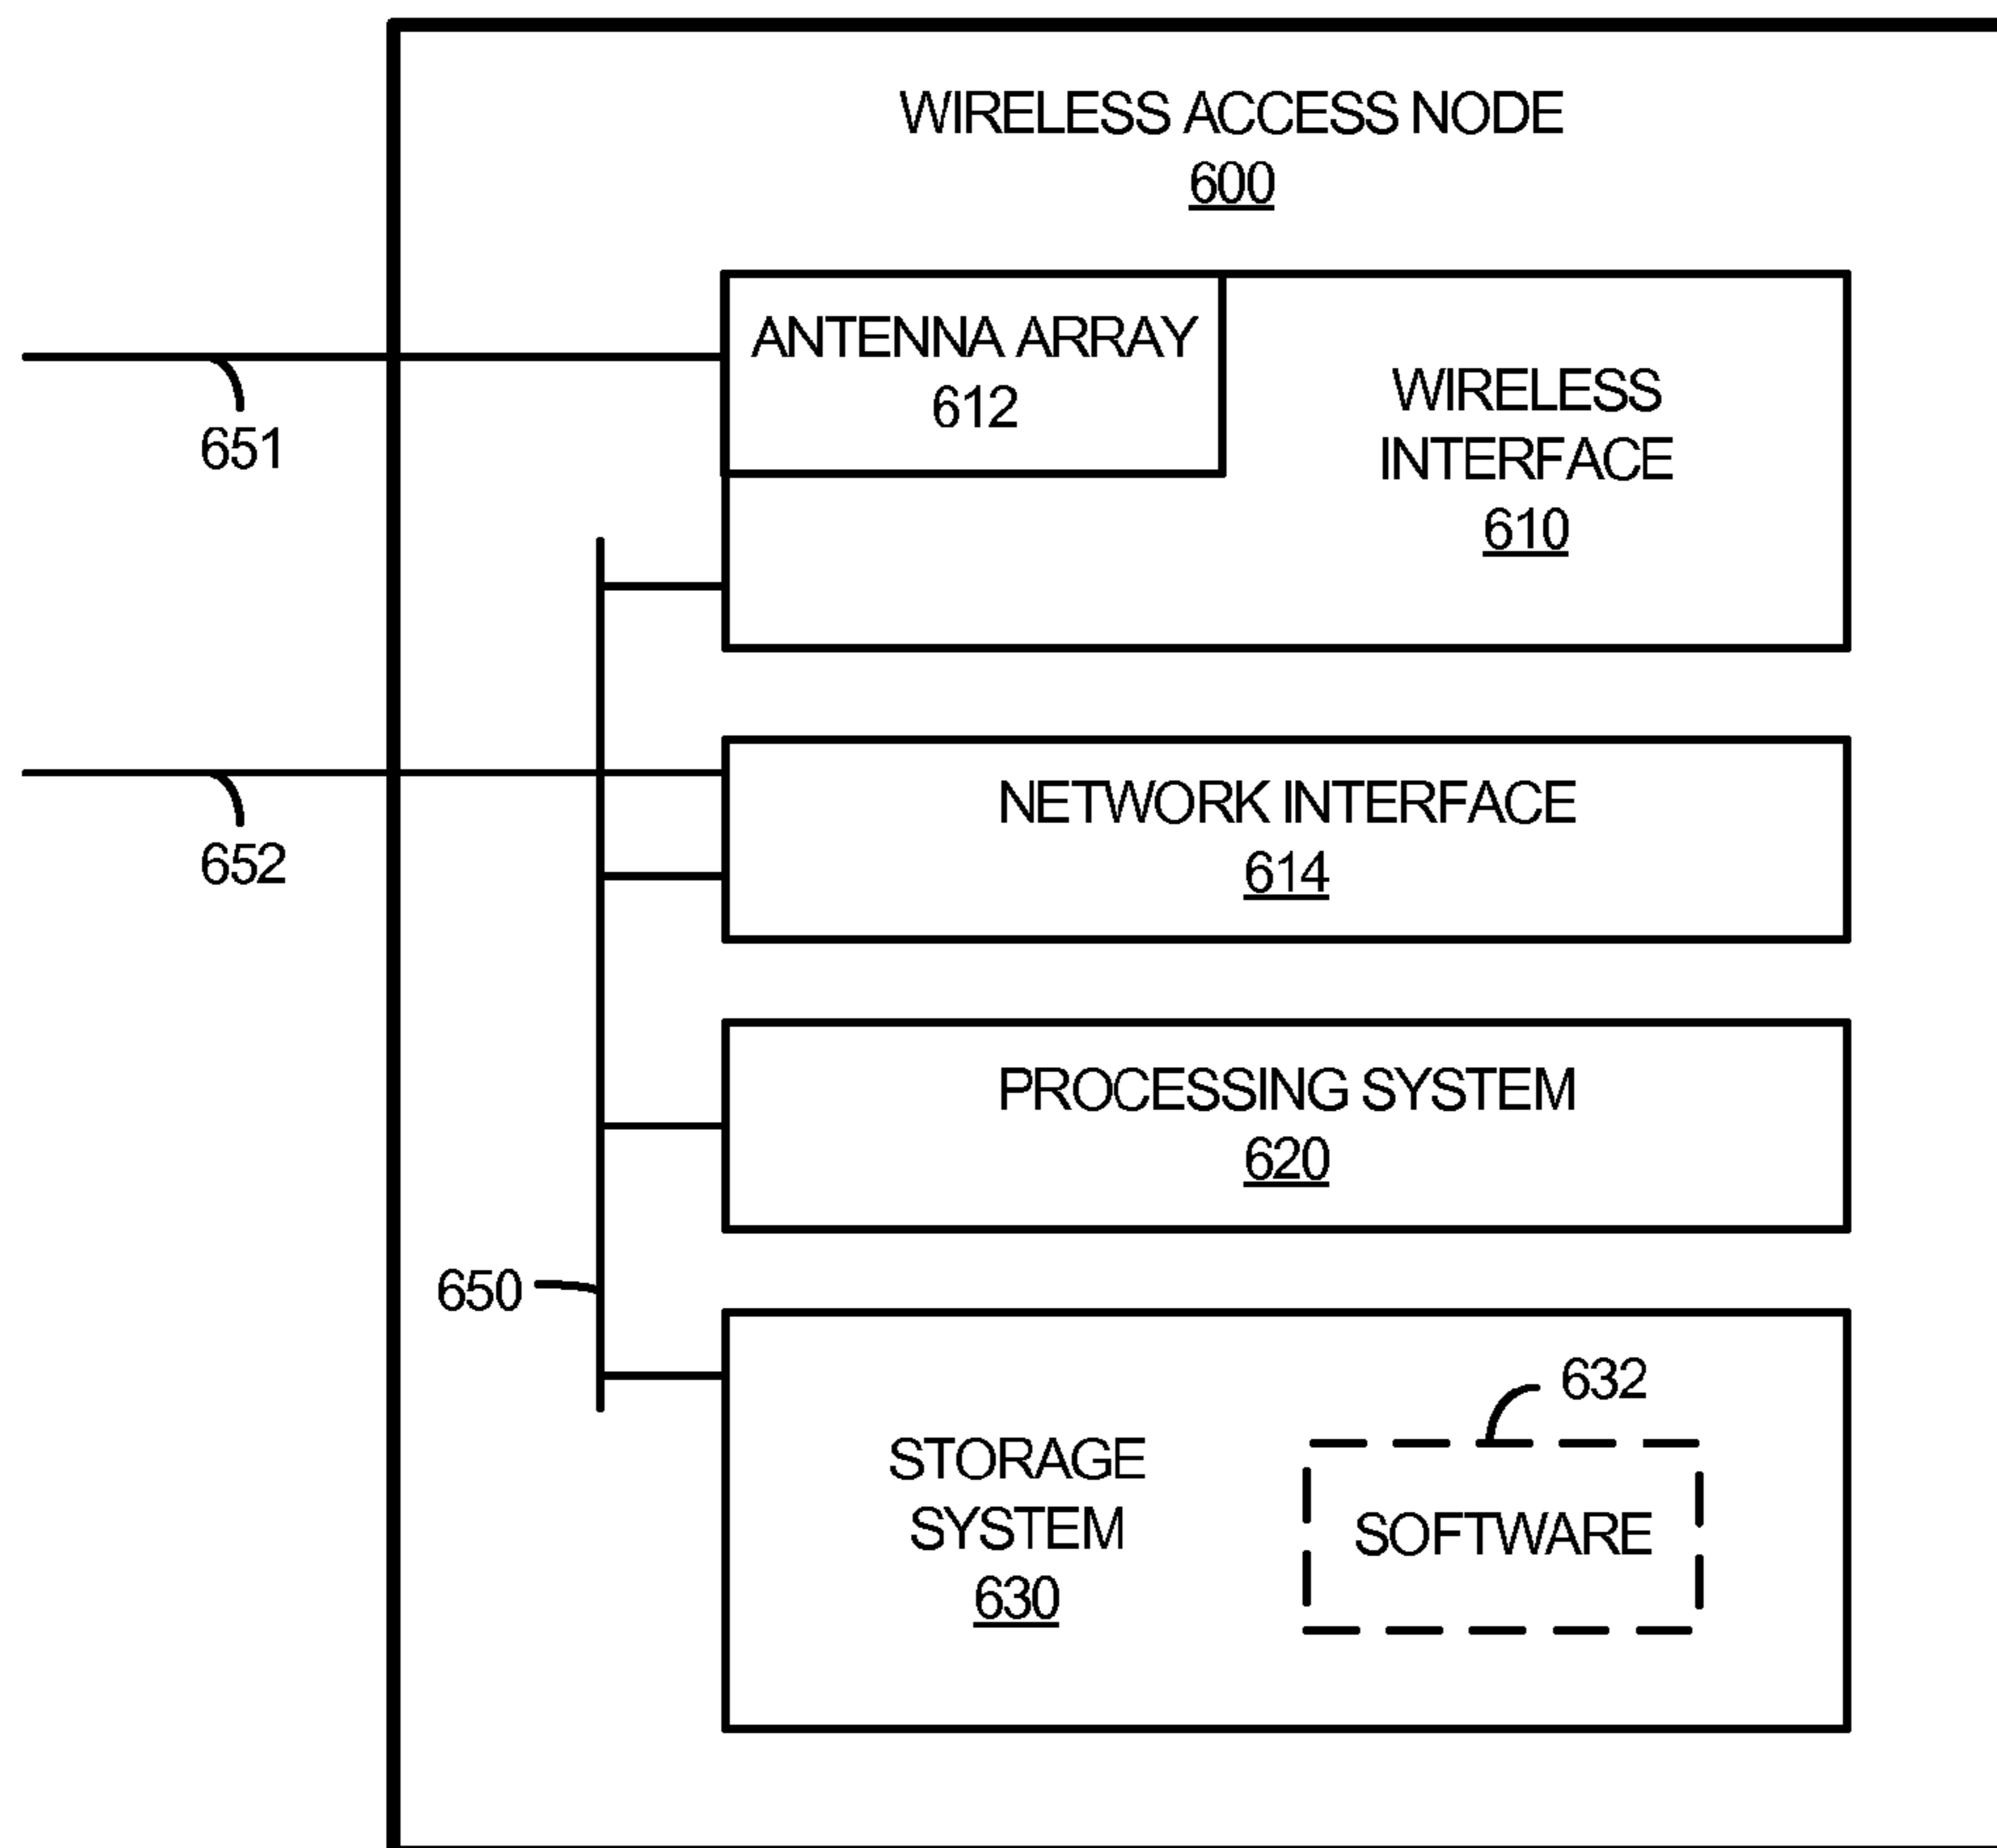 WIRELESS ACCESS NODE
600
ANTENNA ARRAY
612
WIRELESS
INTERFACE
610
651
NETWORK INTERFACE
614
652
PROCESSING SYSTEM
620
650
632
STORAGE
SYSTEM
630
SOFTWARE